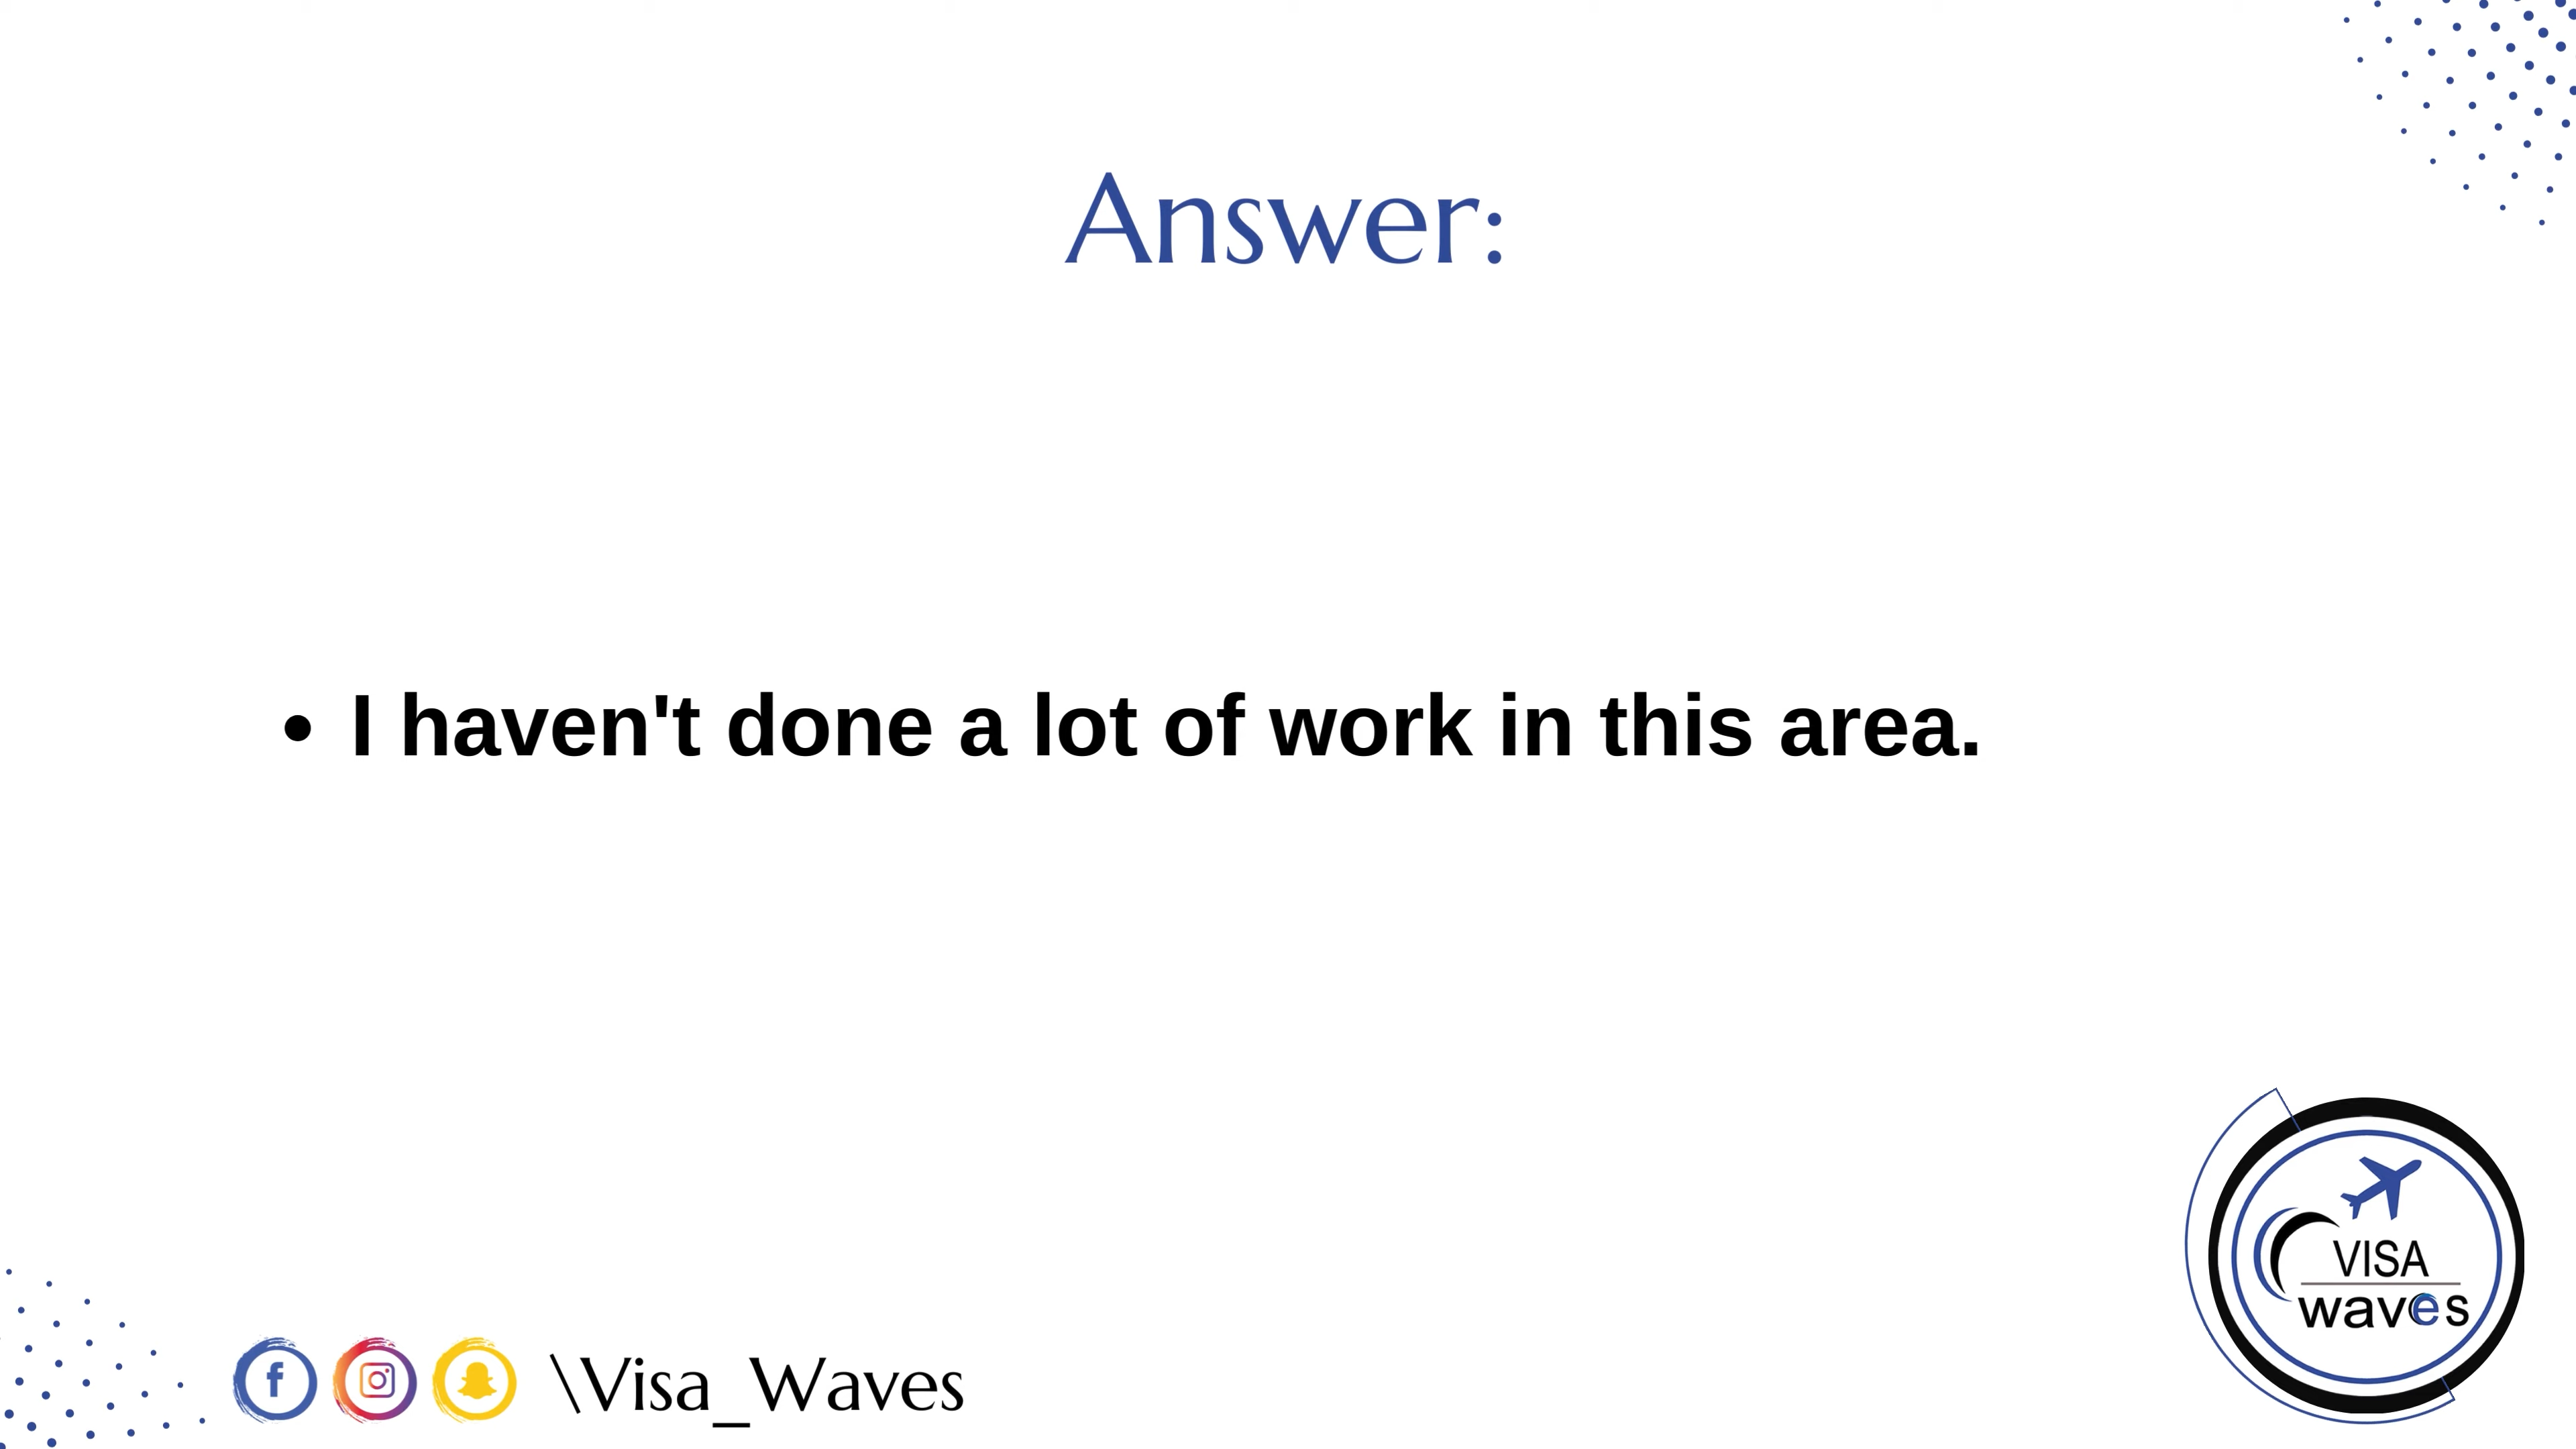 Answer:
• I haven't done a lot of work in this area.
VISA
waves
\Visa_Waves